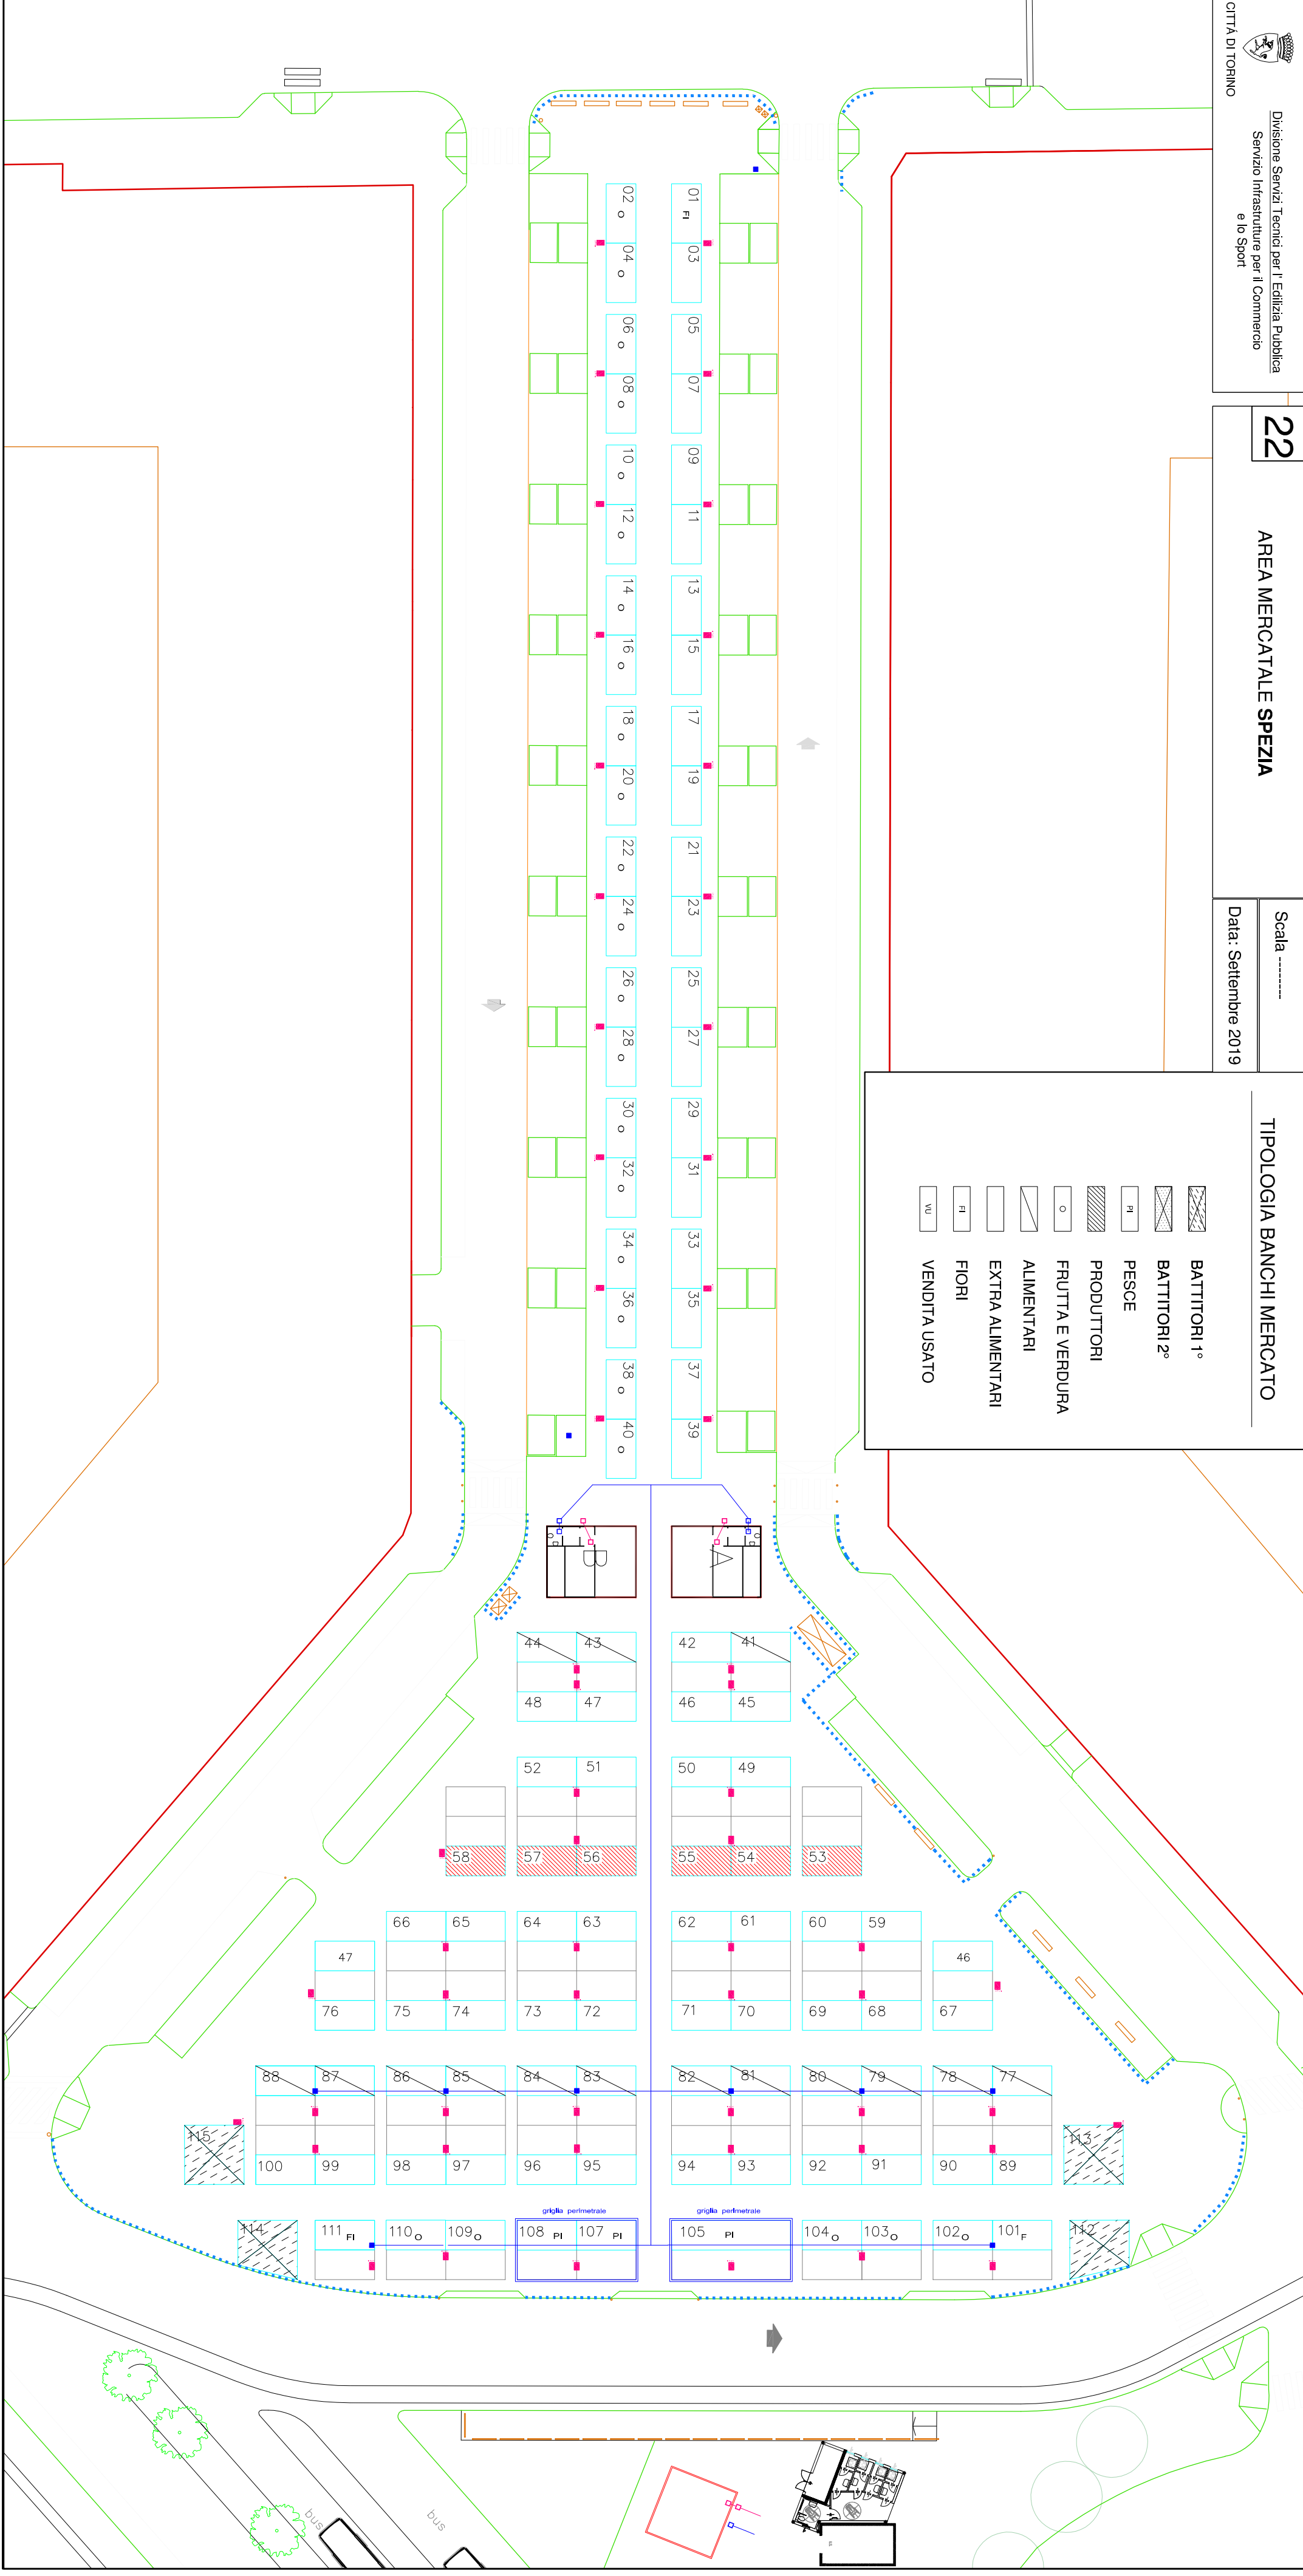 CITTÀ DI TORINO
Divisione Servizi Tecnici per l' Edilizia Pubblica
Servizio Infrastrutture per il Commercio
e lo Sport
22
AREA MERCATALE SPEZIA
Scala --------
Data: Settembre 2019
TIPOLOGIA BANCHI MERCATO
BATTITORI 1°
BATTITORI 2°
PI PESCE
PRODUTTORI
O FRUTTA E VERDURA
ALIMENTARI
EXTRA ALIMENTARI
FI FIORI
VU VENDITA USATO
02 O 01 FI
04 O 03
06 O 05
08 O 07
10 O 09
12 O 11
14 O 13
16 O 15
18 O 17
20 O 19
22 O 21
24 O 23
26 O 25
28 O 27
30 O 29
32 O 31
34 O 33
36 O 35
38 O 37
40 O 39
B A
44 43 42 41
48 47 46 45
52 51 50 49
58 57 56 55 54 53
66 65 64 63 62 61 60 59
47 46
76 75 74 73 72 71 70 69 68 67
88 87 86 85 84 83 82 81 80 79 78 77
115 113
100 99 98 97 96 95 94 93 92 91 90 89
griglia perimetrale griglia perimetrale
114 111 FI 110 O 109 O 108 PI 107 PI 105 PI 104 O 103 O 102 O 101 F 112
bus bus